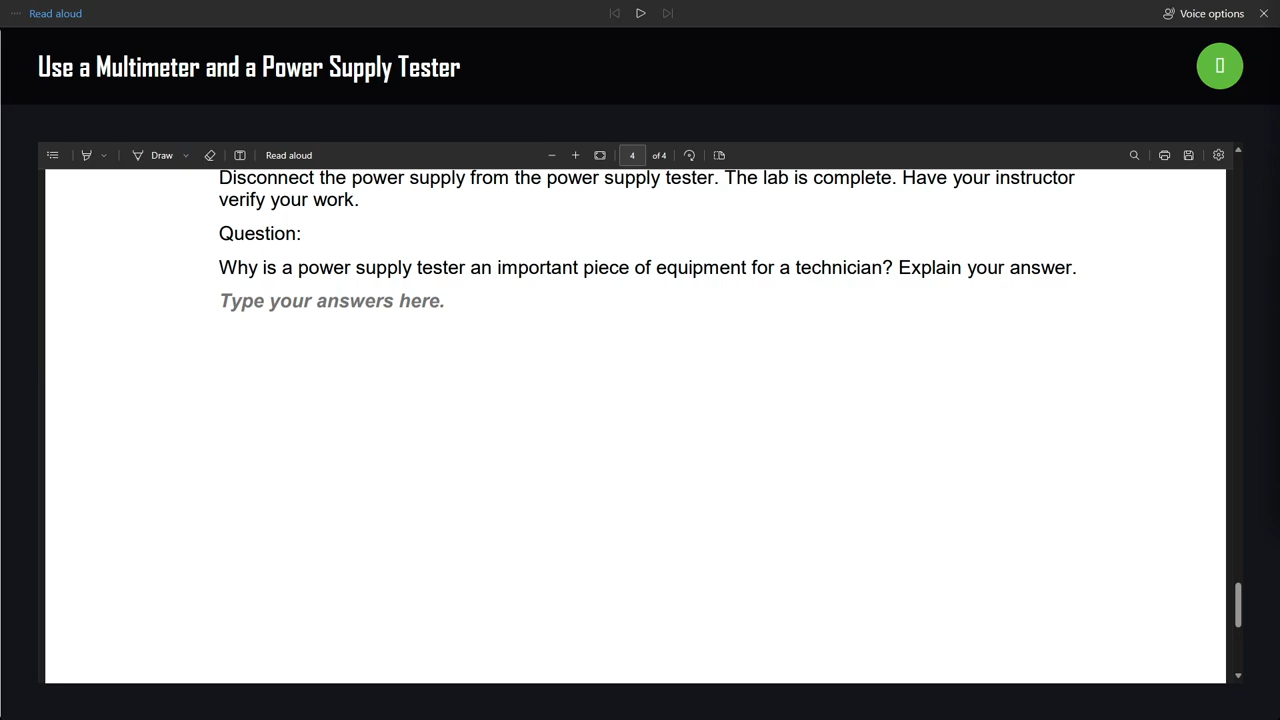 Read aloud
Voice options
Use a Multimeter and a Power Supply Tester
Draw
Read aloud
4
of 4
Disconnect the power supply from the power supply tester. The lab is complete. Have your instructor
verify your work.
Question:
Why is a power supply tester an important piece of equipment for a technician? Explain your answer.
Type your answers here.